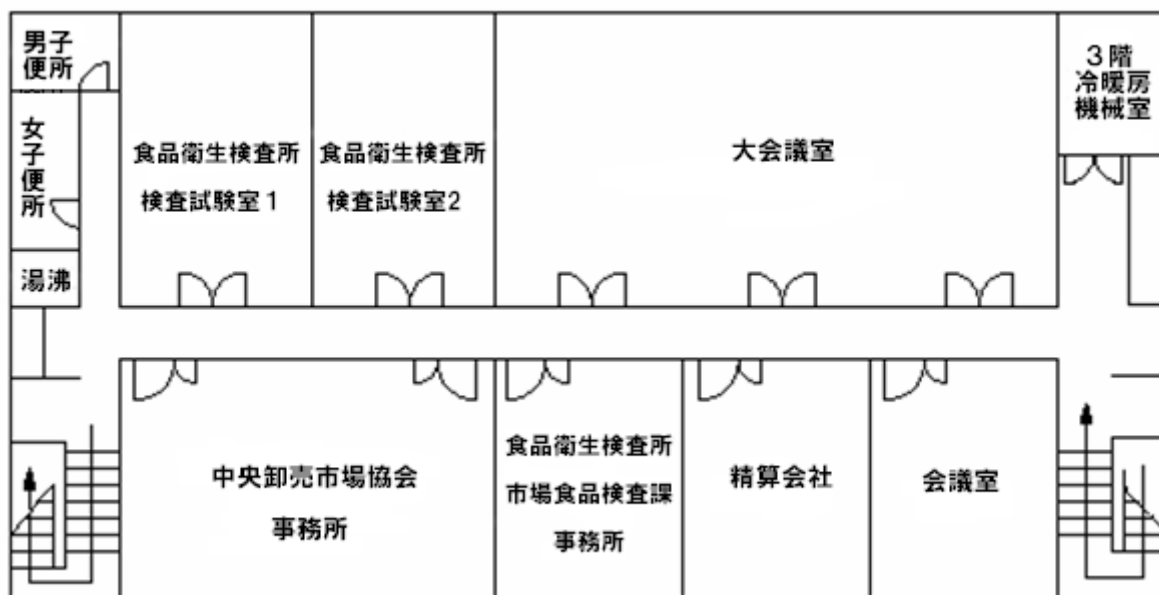 男子
便所
女子便所
湯沸
食品衛生検査所
検査試験室1
食品衛生検査所
検査試験室2
大会議室
3階
冷暖房
機械室
中央卸売市場協会
事務所
食品衛生検査所
市場食品検査課
事務所
精算会社
会議室